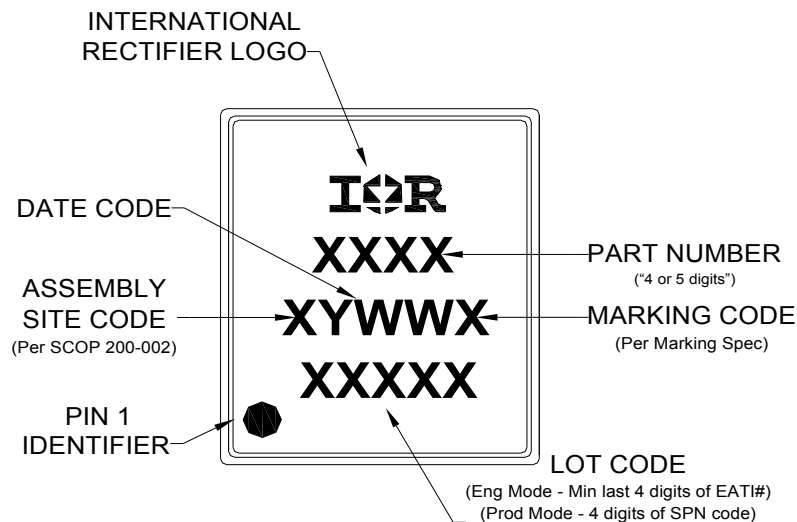 INTERNATIONAL
RECTIFIER LOGO
IOR
DATE CODE
XXXX
PART NUMBER
(“4 or 5 digits”)
ASSEMBLY
SITE CODE
(Per SCOP 200-002)
XYWWX
MARKING CODE
(Per Marking Spec)
XXXXX
PIN 1
IDENTIFIER
LOT CODE
(Eng Mode - Min last 4 digits of EATI#)
(Prod Mode - 4 digits of SPN code)